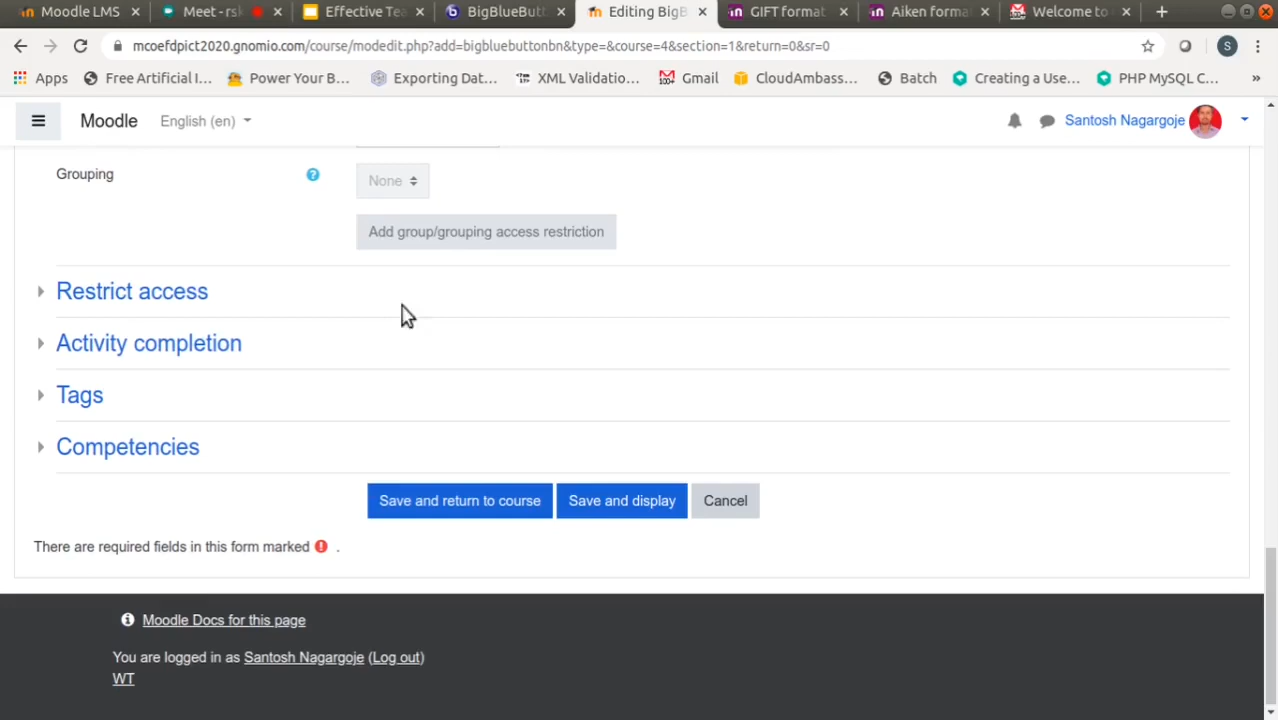 Moodle LMS
Meet - rsk
Effective Tea
BigBlueButt
Editing BigB
GIFT format
Aiken forma
Welcome to
mcoefdpict2020.gnomio.com/course/modedit.php?add=bigbluebuttonbn&type=&course=4&section=1&return=0&sr=0
S
Apps
Free Artificial I...
Power Your B...
Exporting Dat...
XML Validatio...
Gmail
CloudAmbass...
Batch
Creating a Use...
PHP MySQL C...
»
Moodle
English (en)
Santosh Nagargoje
Grouping
None
Add group/grouping access restriction
Restrict access
Activity completion
Tags
Competencies
Save and return to course
Save and display
Cancel
There are required fields in this form marked .
Moodle Docs for this page
You are logged in as Santosh Nagargoje (Log out)
WT